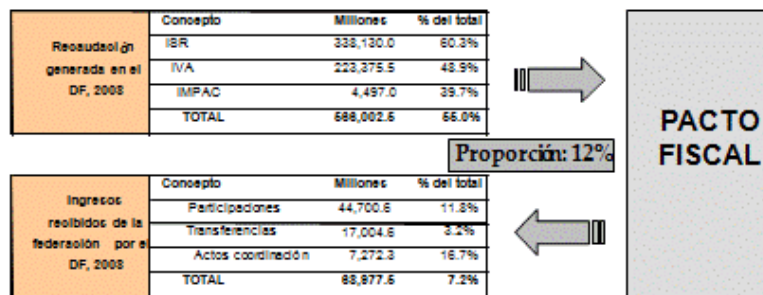 Concepto Millones % del total
Recaudación generada en el DF, 2008
ISR 338,130.0 60.3%
IVA 223,375.5 48.9%
IMPAC 4,497.0 39.7%
TOTAL 566,002.5 55.0%
Proporción: 12%
PACTO
FISCAL
Concepto Millones % del total
Ingresos recibidos de la federación por el DF, 2008
Participaciones 44,700.6 11.8%
Transferencias 17,004.6 3.2%
Actos coordinación 7,272.3 16.7%
TOTAL 68,977.5 7.2%